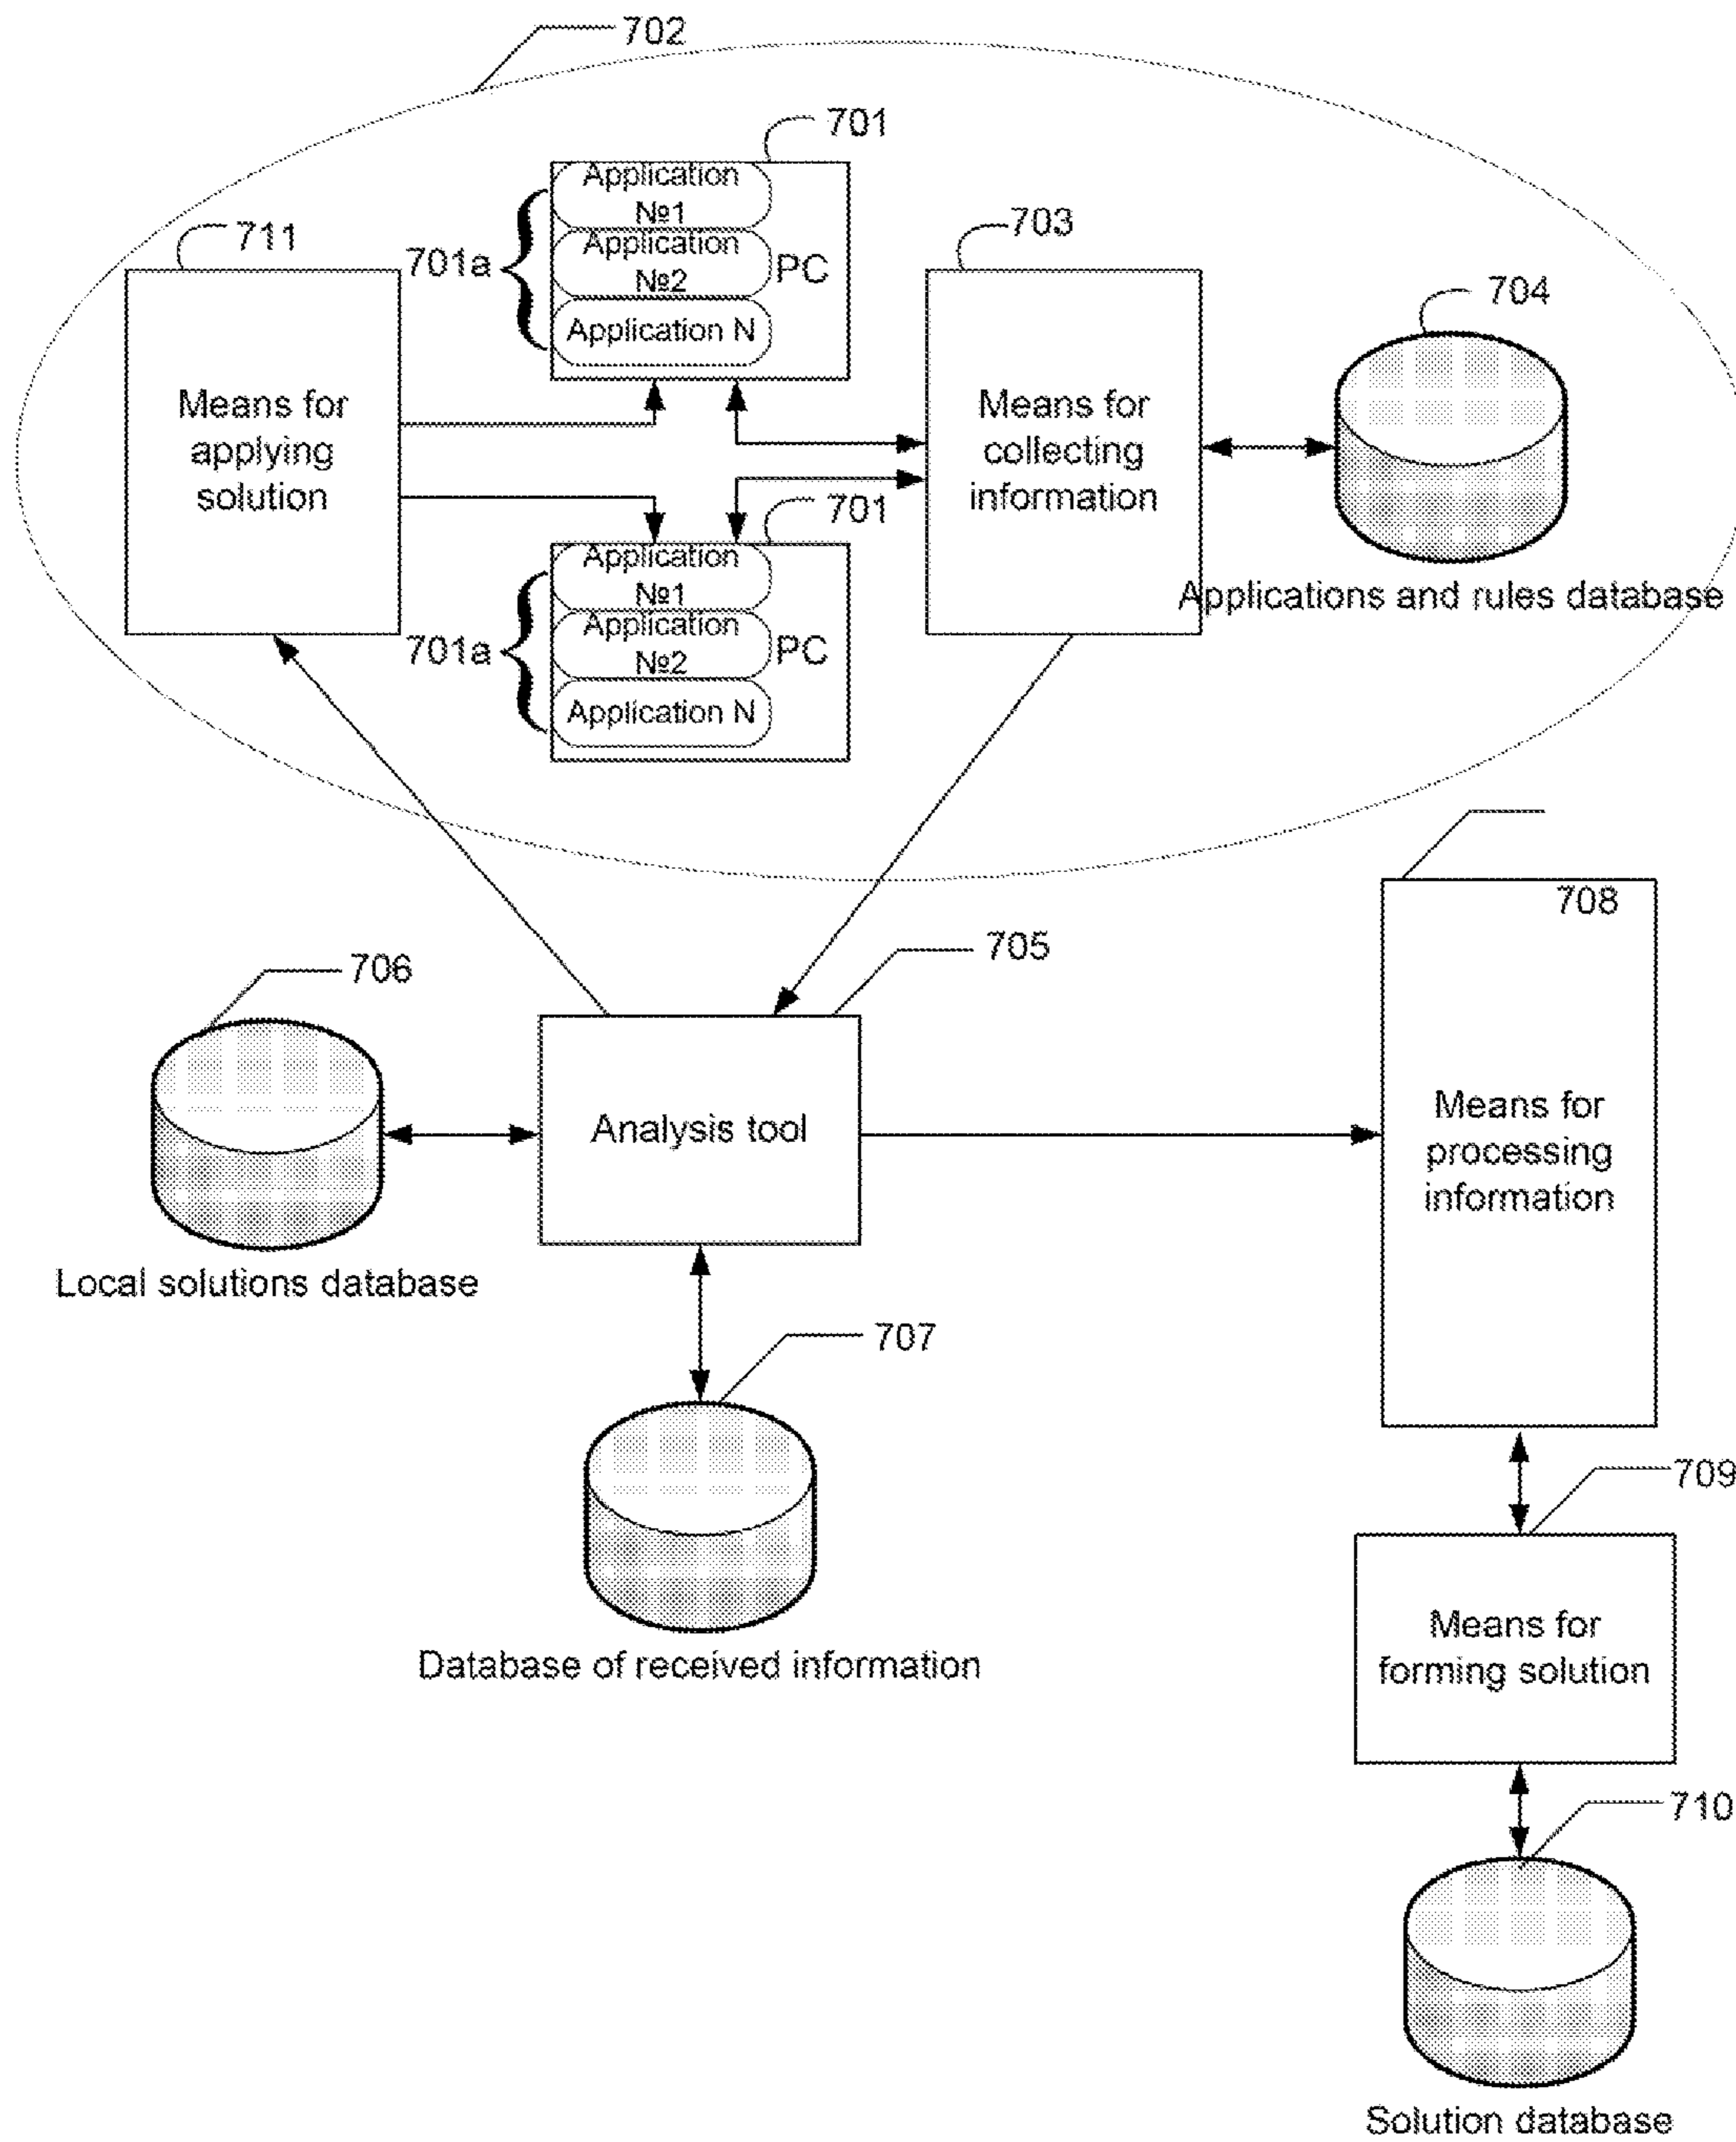 702
701
Application
№1
Application
№2
Application N
PC
701a
711
Means for
applying
solution
703
Means for
collecting
information
704
Applications and rules database
701
Application
№1
Application
№2
Application N
PC
701a
708
Means for
processing
information
705
Analysis tool
706
Local solutions database
707
Database of received information
709
Means for
forming solution
710
Solution database